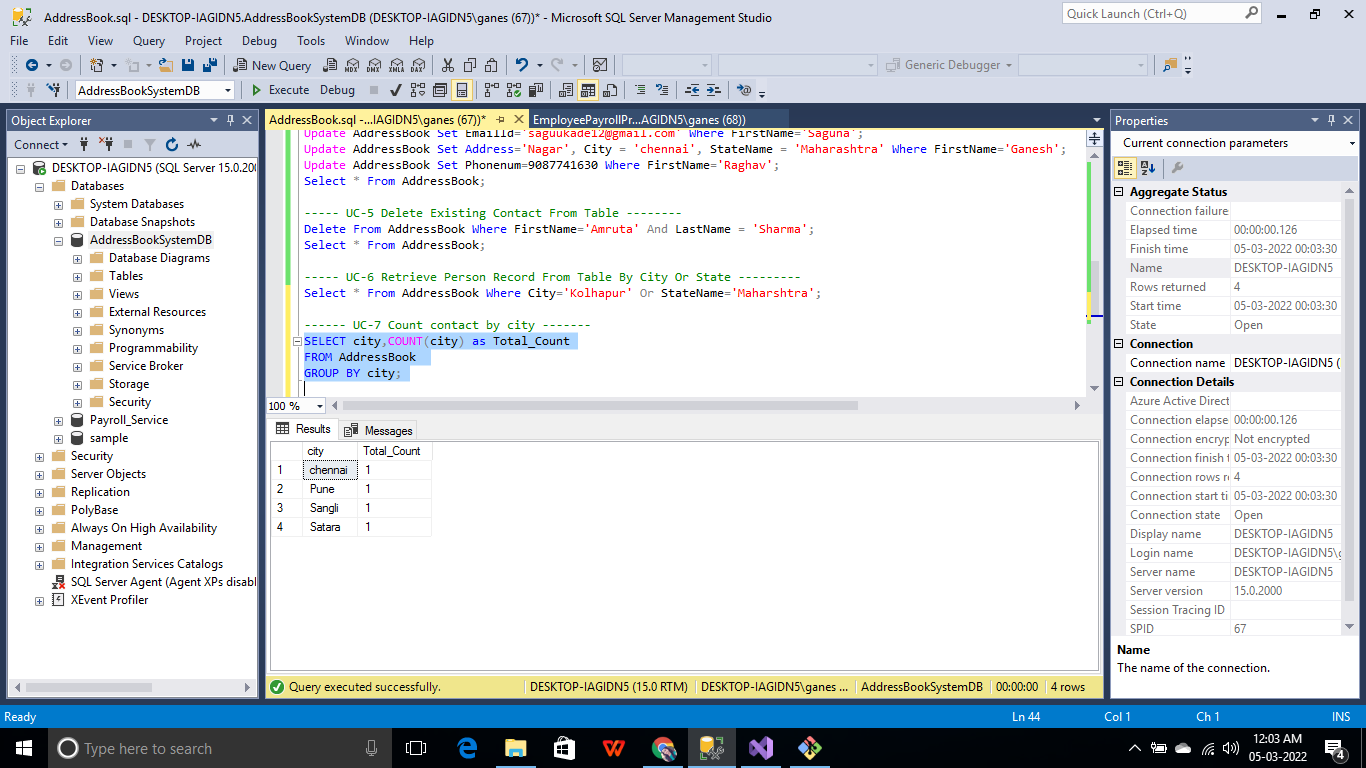 AddressBook.sql - DESKTOP-IAGIDN5.AddressBookSystemDB (DESKTOP-IAGIDN5\ganes (67))* - Microsoft SQL Server Management Studio
Quick Launch (Ctrl+Q)
File Edit View Query Project Debug Tools Window Help
New Query MDX DMX XMLA DAX Generic Debugger
AddressBookSystemDB Execute Debug
Object Explorer
Connect
DESKTOP-IAGIDN5 (SQL Server 15.0.200
Databases
System Databases
Database Snapshots
AddressBookSystemDB
Database Diagrams
Tables
Views
External Resources
Synonyms
Programmability
Service Broker
Storage
Security
Payroll_Service
sample
Security
Server Objects
Replication
PolyBase
Always On High Availability
Management
Integration Services Catalogs
SQL Server Agent (Agent XPs disabl
XEvent Profiler
AddressBook.sql -...IAGIDN5\ganes (67))* EmployeePayrollPr...AGIDN5\ganes (68))
Update AddressBook Set EmailId='saguukade12@gmail.com' Where FirstName='Saguna';
Update AddressBook Set Address='Nagar', City = 'chennai', StateName = 'Maharashtra' Where FirstName='Ganesh';
Update AddressBook Set Phonenum=9087741630 Where FirstName='Raghav';
Select * From AddressBook;
----- UC-5 Delete Existing Contact From Table --------
Delete From AddressBook Where FirstName='Amruta' And LastName = 'Sharma';
Select * From AddressBook;
----- UC-6 Retrieve Person Record From Table By City Or State ---------
Select * From AddressBook Where City='Kolhapur' Or StateName='Maharshtra';
------ UC-7 Count contact by city -------
SELECT city,COUNT(city) as Total_Count
FROM AddressBook
GROUP BY city;
100 %
Results Messages
city Total_Count
1 chennai 1
2 Pune 1
3 Sangli 1
4 Satara 1
Query executed successfully. DESKTOP-IAGIDN5 (15.0 RTM) DESKTOP-IAGIDN5\ganes ... AddressBookSystemDB 00:00:00 4 rows
Properties
Current connection parameters
Aggregate Status
Connection failure
Elapsed time 00:00:00.126
Finish time 05-03-2022 00:03:30
Name DESKTOP-IAGIDN5
Rows returned 4
Start time 05-03-2022 00:03:30
State Open
Connection
Connection name DESKTOP-IAGIDN5 (
Connection Details
Azure Active Direct
Connection elapse 00:00:00.126
Connection encryp Not encrypted
Connection finish t 05-03-2022 00:03:30
Connection rows r 4
Connection start ti 05-03-2022 00:03:30
Connection state Open
Display name DESKTOP-IAGIDN5
Login name DESKTOP-IAGIDN5\g
Server name DESKTOP-IAGIDN5
Server version 15.0.2000
Session Tracing ID
SPID 67
Name
The name of the connection.
Ready Ln 44 Col 1 Ch 1 INS
Type here to search
12:03 AM
05-03-2022
4